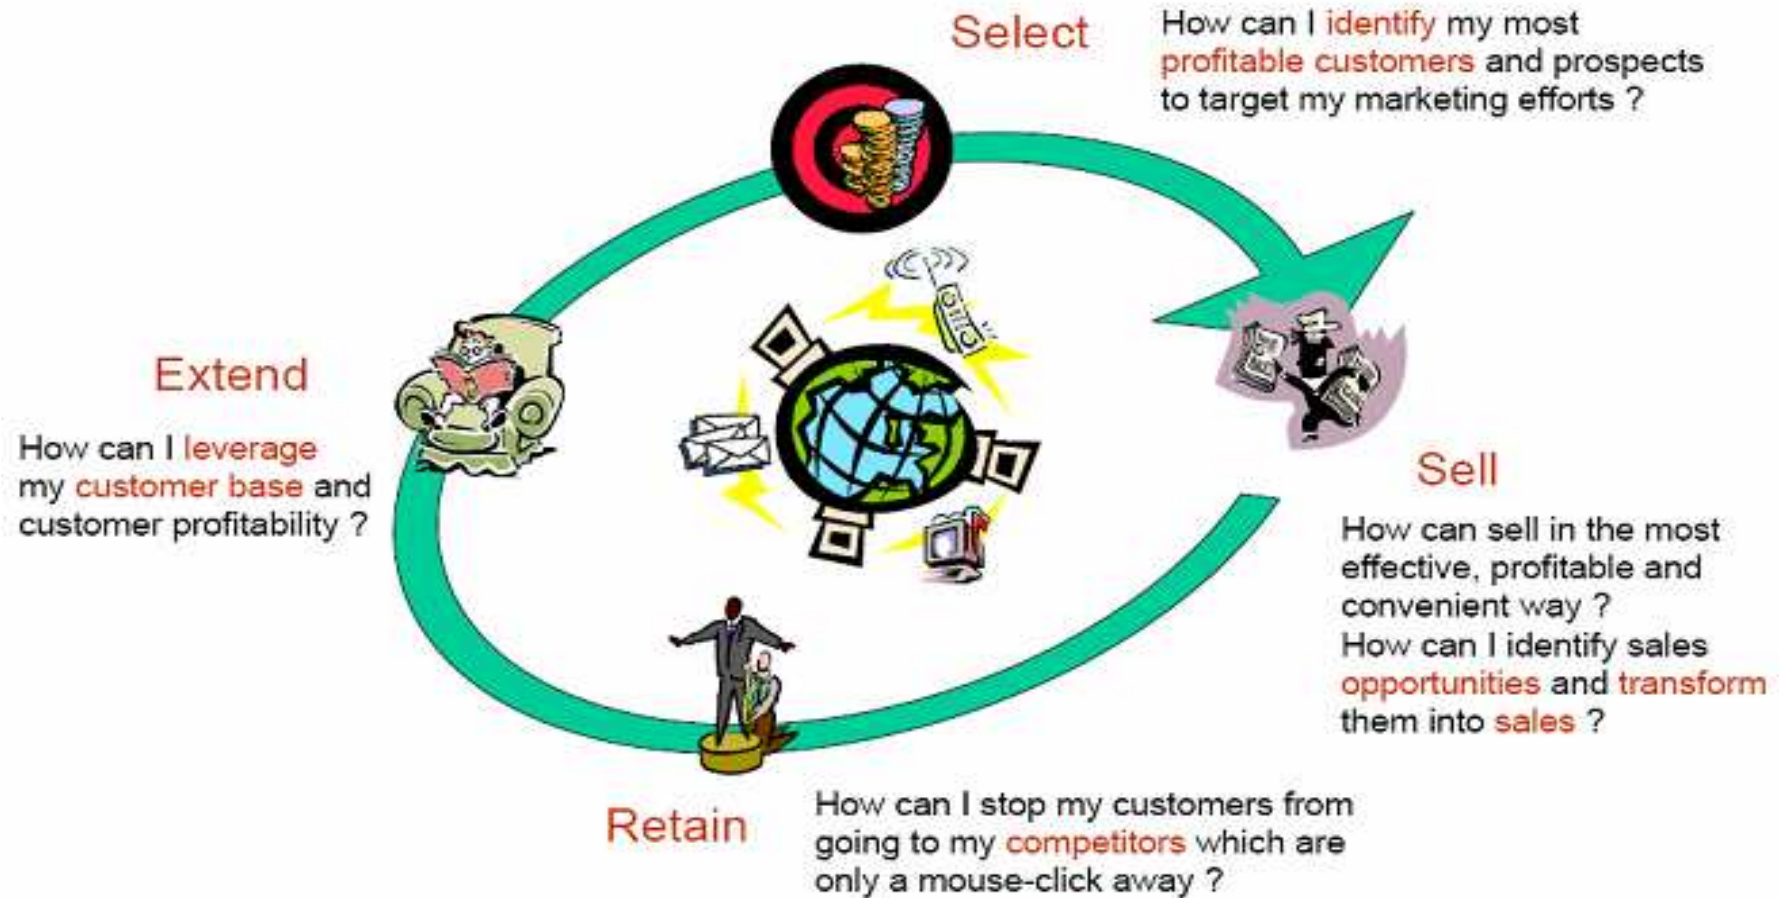 Select
How can I identify my most
profitable customers and prospects
to target my marketing efforts ?
Extend
How can I leverage
my customer base and
customer profitability ?
Sell
How can sell in the most
effective, profitable and
convenient way ?
How can I identify sales
opportunities and transform
them into sales ?
Retain
How can I stop my customers from
going to my competitors which are
only a mouse-click away ?